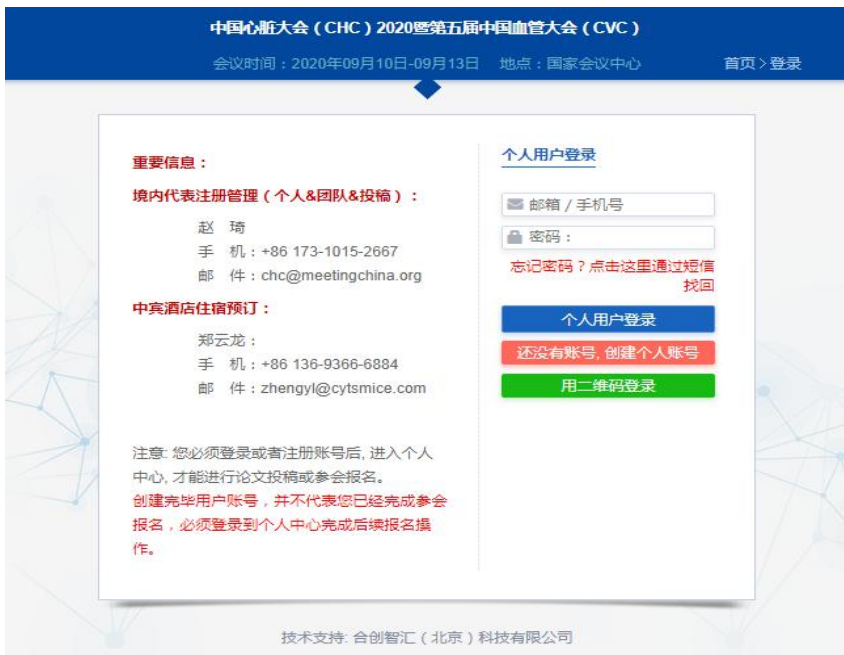 中国心脏大会（CHC）2020暨第五届中国血管大会（CVC）
会议时间：2020年09月10日-09月13日 地点：国家会议中心 首页>登录
重要信息：
境内代表注册管理（个人&团队&投稿）：
赵 琦
手 机：+86 173-1015-2667
邮 件：chc@meetingchina.org
中宾酒店住宿预订：
郑云龙：
手 机：+86 136-9366-6884
邮 件：zhengyl@cytsmice.com
注意: 您必须登录或者注册账号后, 进入个人
中心, 才能进行论文投稿或参会报名。
创建完毕用户账号，并不代表您已经完成参会
报名，必须登录到个人中心完成后续报名操
作。
个人用户登录
邮箱 / 手机号
密码：
忘记密码？点击这里通过短信
找回
个人用户登录
还没有账号, 创建个人账号
用二维码登录
技术支持: 合创智汇（北京）科技有限公司